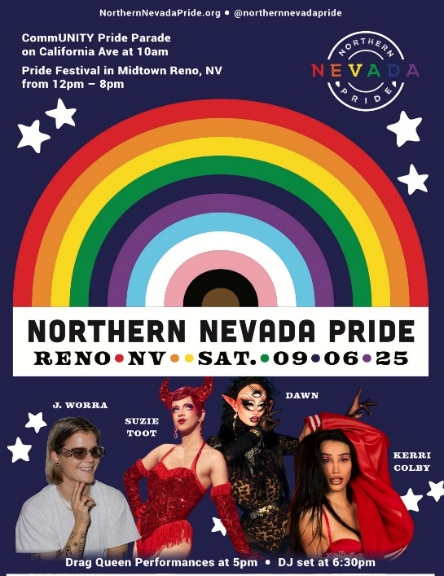 NorthernNevadaPride.org • @northernnevadapride
CommUNITY Pride Parade
on California Ave at 10am
Pride Festival in Midtown Reno, NV
from 12pm – 8pm
NORTHERN
NEVADA
PRIDE
NORTHERN NEVADA PRIDE
RENO•NV•SAT.•09•06•25
J. WORRA
SUZIE
TOOT
DAWN
KERRI
COLBY
Drag Queen Performances at 5pm • DJ set at 6:30pm